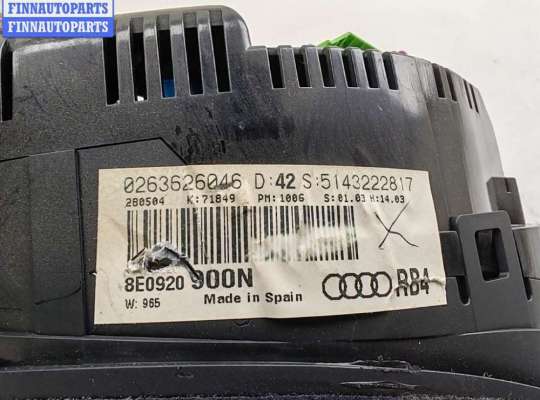 FINNAUTOPARTS
FINNAUTOPARTS
0263626046 D:42 S:5143222817
280504 K:71849 PM:1006 S:01.03 H:14.03
8E0920 900N
W: 965 Made in Spain RB4